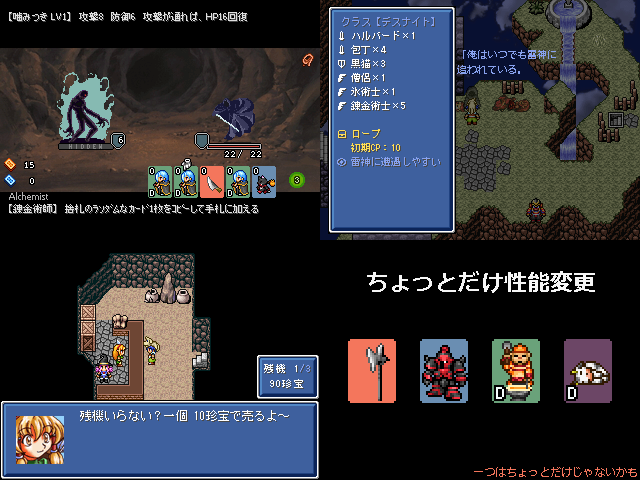 【噛みつき LV1】 攻撃8 防御6 攻撃が通れば、HP16回復
HIDDEN
6
22/ 22
15
0
0
0
0
0
0
D
D
D
3
Alchemist
【錬金術師】 捨札のランダムなカード1枚をコピーして手札に加える
クラス【デスナイト】
ハルバード×1
包丁×4
黒猫×3
僧侶×1
氷術士×1
錬金術士×5
ローブ
初期CP：10
雷神に遭遇しやすい
「俺はいつでも雷神に
追われている。
残機 1/3
90珍宝
残機いらない？一個 10珍宝で売るよ～
ちょっとだけ性能変更
D
D
一つはちょっとだけじゃないかも